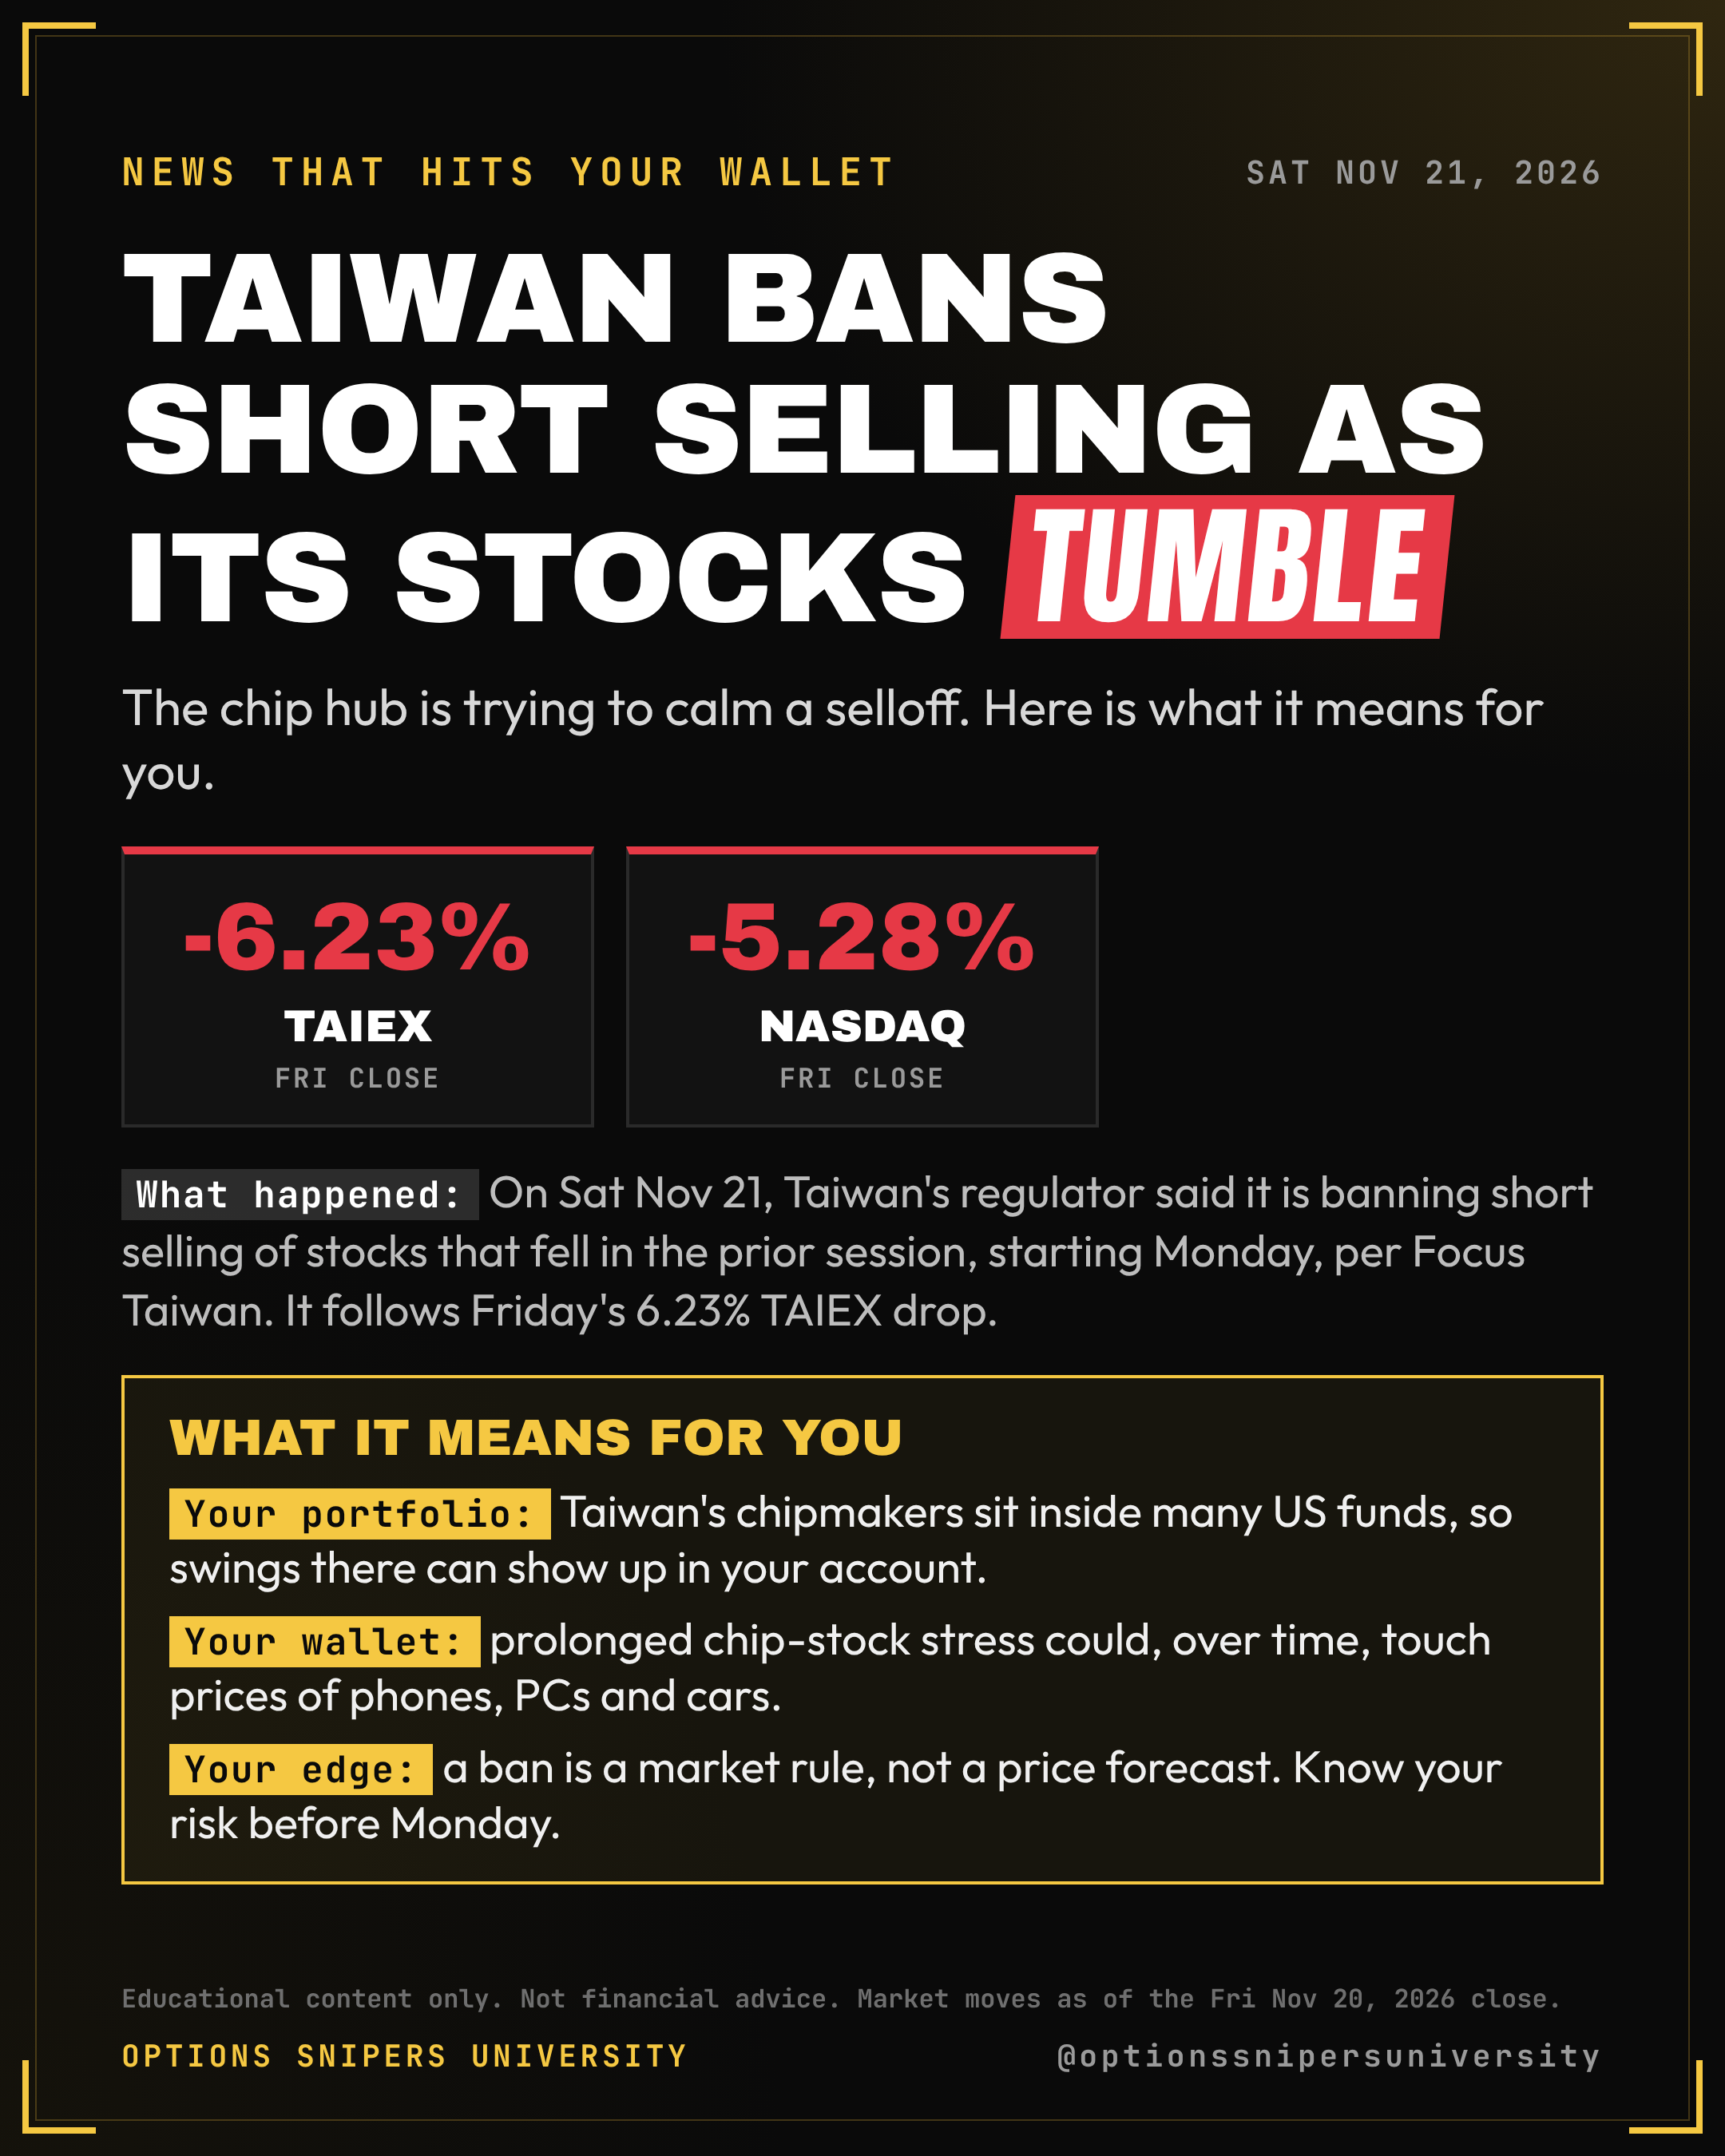 NEWS THAT HITS YOUR WALLET
SAT NOV 21, 2026
TAIWAN BANS
SHORT SELLING AS
ITS STOCKS TUMBLE
The chip hub is trying to calm a selloff. Here is what it means for
you.
-6.23%
TAIEX
FRI CLOSE
-5.28%
NASDAQ
FRI CLOSE
What happened: On Sat Nov 21, Taiwan's regulator said it is banning short
selling of stocks that fell in the prior session, starting Monday, per Focus
Taiwan. It follows Friday's 6.23% TAIEX drop.
WHAT IT MEANS FOR YOU
Your portfolio: Taiwan's chipmakers sit inside many US funds, so
swings there can show up in your account.
Your wallet: prolonged chip-stock stress could, over time, touch
prices of phones, PCs and cars.
Your edge: a ban is a market rule, not a price forecast. Know your
risk before Monday.
Educational content only. Not financial advice. Market moves as of the Fri Nov 20, 2026 close.
OPTIONS SNIPERS UNIVERSITY
@optionssnipersuniversity